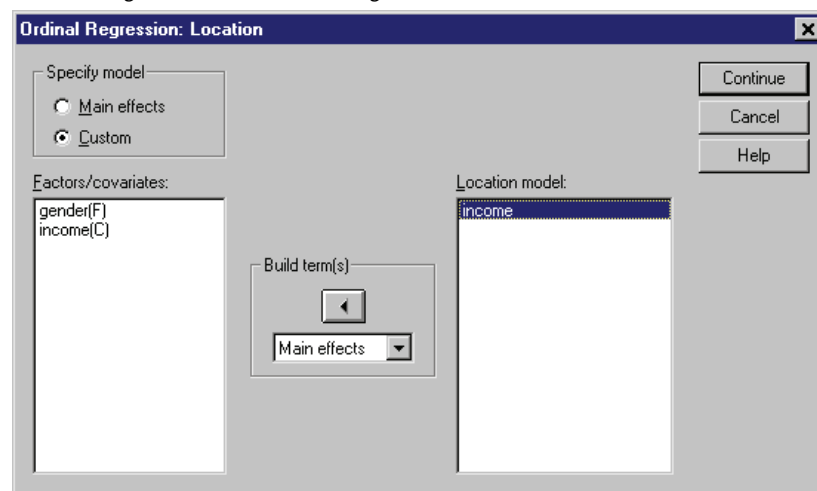 Ordinal Regression: Location
Specify model
Main effects
Custom
Continue
Cancel
Help
Factors/covariates:
gender(F)
income(C)
Build term(s)
Main effects
Location model:
income